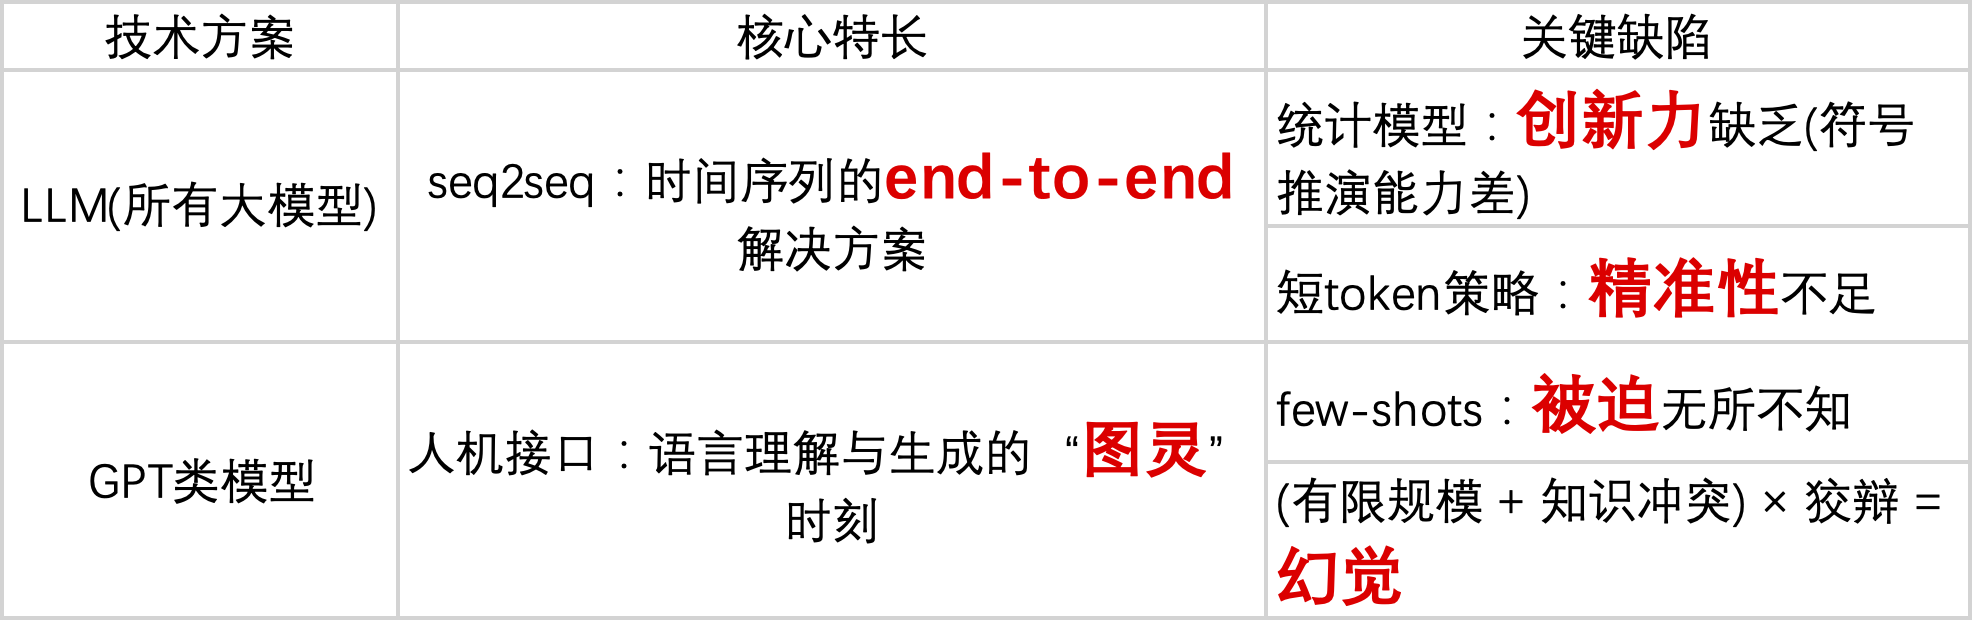 技术方案
核心特长
关键缺陷
LLM(所有大模型)
seq2seq：时间序列的end-to-end
解决方案
统计模型：创新力缺乏(符号
推演能力差)
短token策略：精准性不足
GPT类模型
人机接口：语言理解与生成的 “图灵”
时刻
few-shots：被迫无所不知
(有限规模 + 知识冲突) × 狡辩 =
幻觉